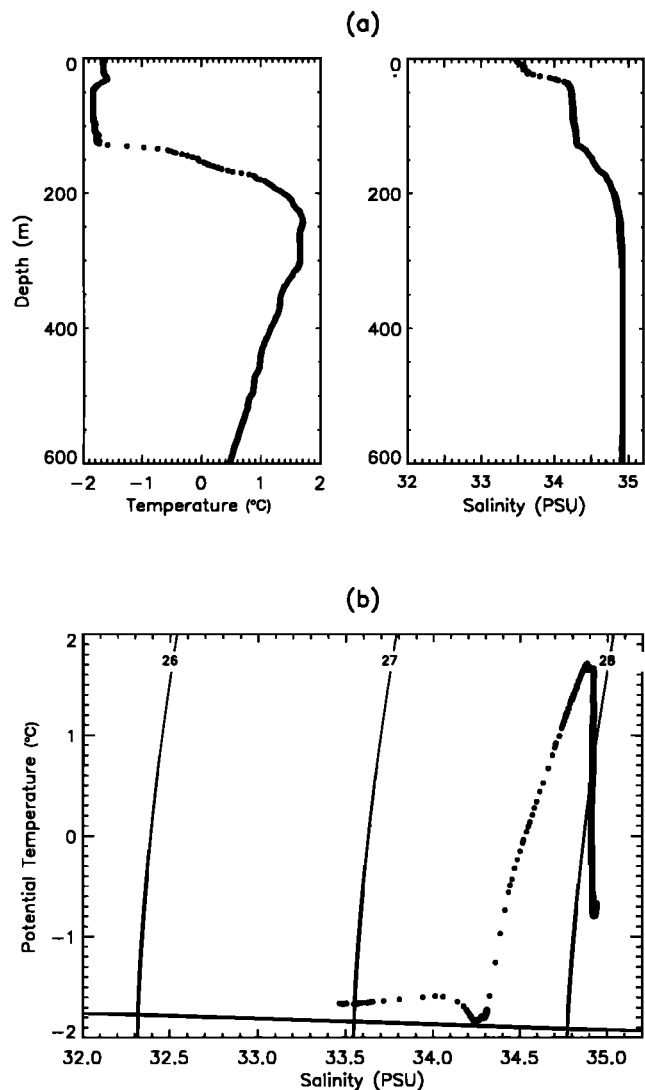 (a)
0
200
400
600
Depth (m)
-2 -1 0 1 2
Temperature (°C)
0
200
400
600
32 33 34 35
Salinity (PSU)
(b)
2
1
0
-1
-2
Potential Temperature (°C)
26 27 28
32.0 32.5 33.0 33.5 34.0 34.5 35.0
Salinity (PSU)